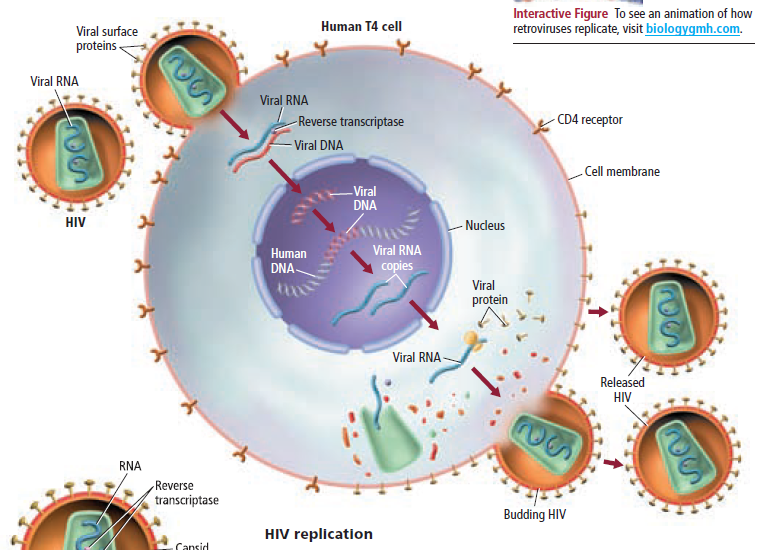 Interactive Figure To see an animation of how
retroviruses replicate, visit biologygmh.com.
Human T4 cell
Viral surface
proteins
Viral RNA
HIV
Viral RNA
Reverse transcriptase
Viral DNA
CD4 receptor
Cell membrane
Viral
DNA
Nucleus
Human
DNA
Viral RNA
copies
Viral
protein
Viral RNA
Released
HIV
Budding HIV
RNA
Reverse
transcriptase
Capsid
HIV replication